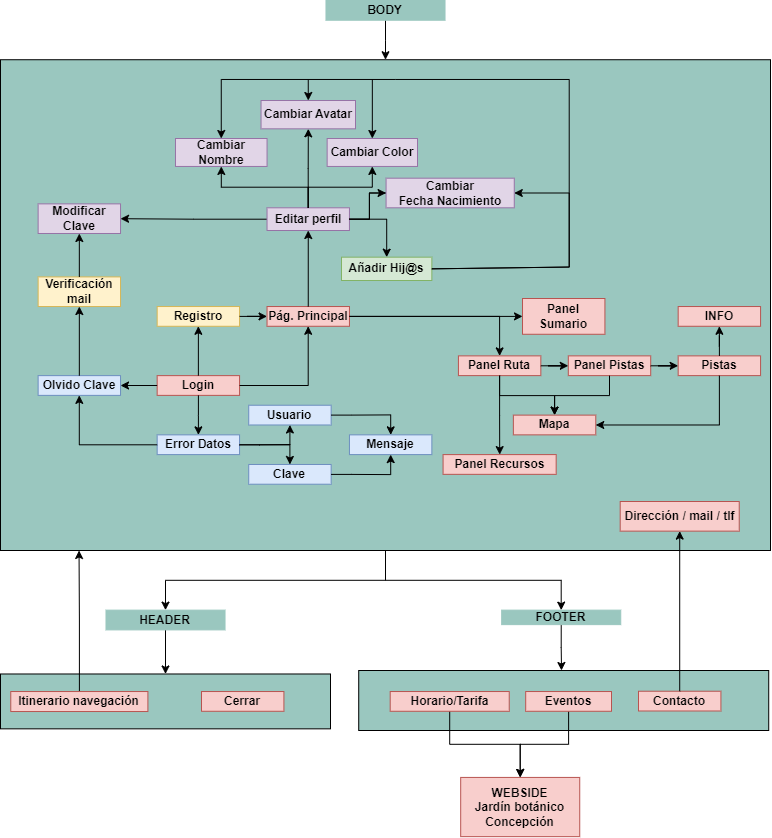 BODY
Cambiar Avatar
Cambiar
Nombre
Cambiar Color
Cambiar
Fecha Nacimiento
Modificar
Clave
Editar perfil
Añadir Hij@s
Verificación
mail
Registro
Pág. Principal
Panel
Sumario
INFO
Olvido Clave
Login
Panel Ruta
Panel Pistas
Pistas
Usuario
Error Datos
Mensaje
Mapa
Clave
Panel Recursos
Dirección / mail / tlf
HEADER
FOOTER
Itinerario navegación
Cerrar
Horario/Tarifa
Eventos
Contacto
WEBSIDE
Jardín botánico
Concepción